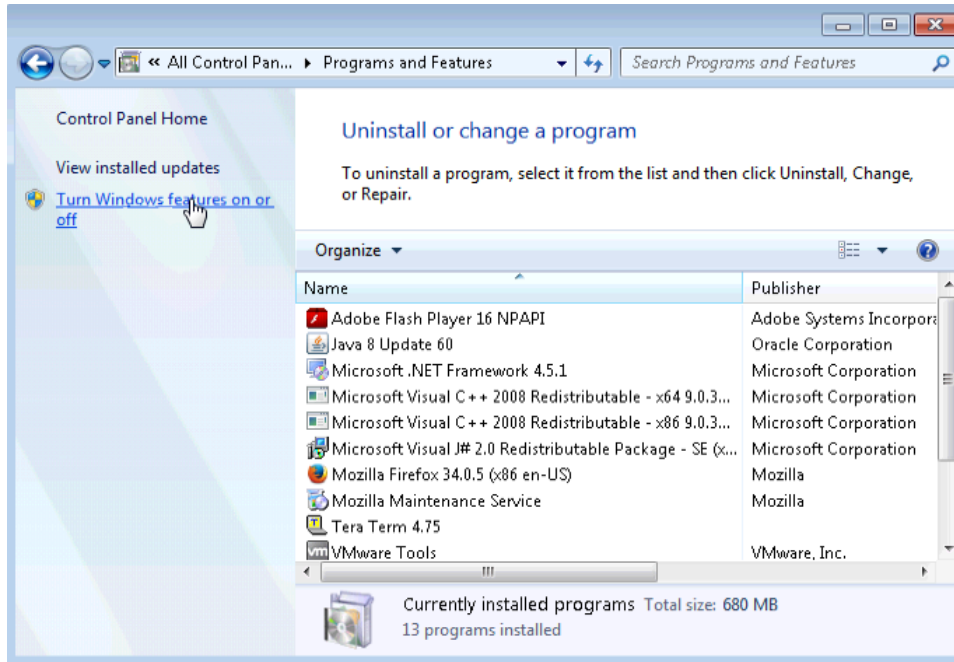 « All Control Pan... ▸ Programs and Features
Search Programs and Features
Control Panel Home
View installed updates
Turn Windows features on or
off
Uninstall or change a program
To uninstall a program, select it from the list and then click Uninstall, Change,
or Repair.
Organize
Name Publisher
Adobe Flash Player 16 NPAPI Adobe Systems Incorpora
Java 8 Update 60 Oracle Corporation
Microsoft .NET Framework 4.5.1 Microsoft Corporation
Microsoft Visual C++ 2008 Redistributable - x64 9.0.3... Microsoft Corporation
Microsoft Visual C++ 2008 Redistributable - x86 9.0.3... Microsoft Corporation
Microsoft Visual J# 2.0 Redistributable Package - SE (x... Microsoft Corporation
Mozilla Firefox 34.0.5 (x86 en-US) Mozilla
Mozilla Maintenance Service Mozilla
Tera Term 4.75
VMware Tools VMware, Inc.
Currently installed programs Total size: 680 MB
13 programs installed